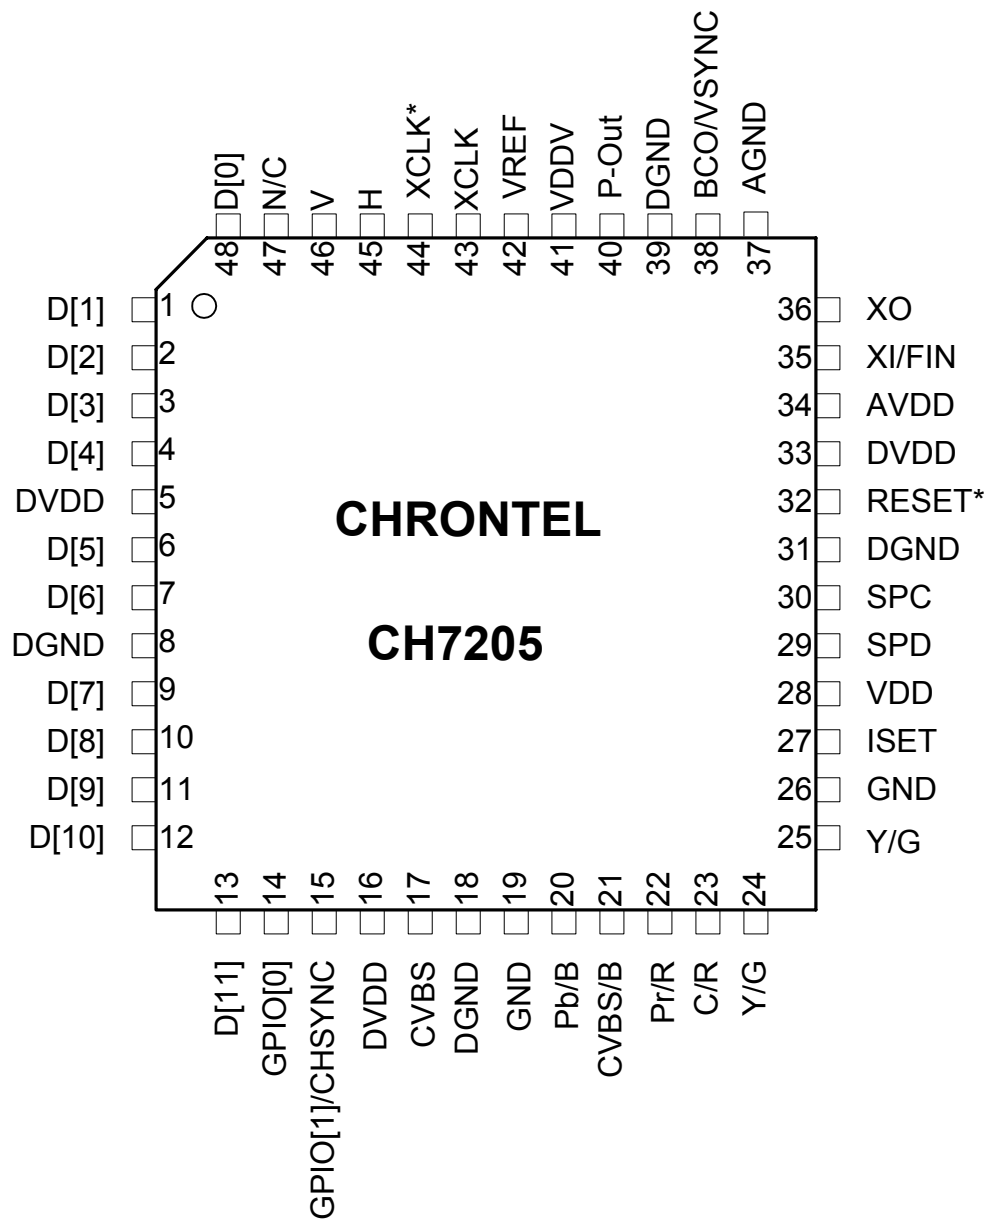 D[0]
N/C
V
H
XCLK*
XCLK
VREF
VDDV
P-Out
DGND
BCO/VSYNC
AGND
48
47
46
45
44
43
42
41
40
39
38
37
D[1] 1
D[2] 2
D[3] 3
D[4] 4
DVDD 5
D[5] 6
D[6] 7
DGND 8
D[7] 9
D[8] 10
D[9] 11
D[10] 12
CHRONTEL
CH7205
36 XO
35 XI/FIN
34 AVDD
33 DVDD
32 RESET*
31 DGND
30 SPC
29 SPD
28 VDD
27 ISET
26 GND
25 Y/G
13
14
15
16
17
18
19
20
21
22
23
24
D[11]
GPIO[0]
GPIO[1]/CHSYNC
DVDD
CVBS
DGND
GND
Pb/B
CVBS/B
Pr/R
C/R
Y/G